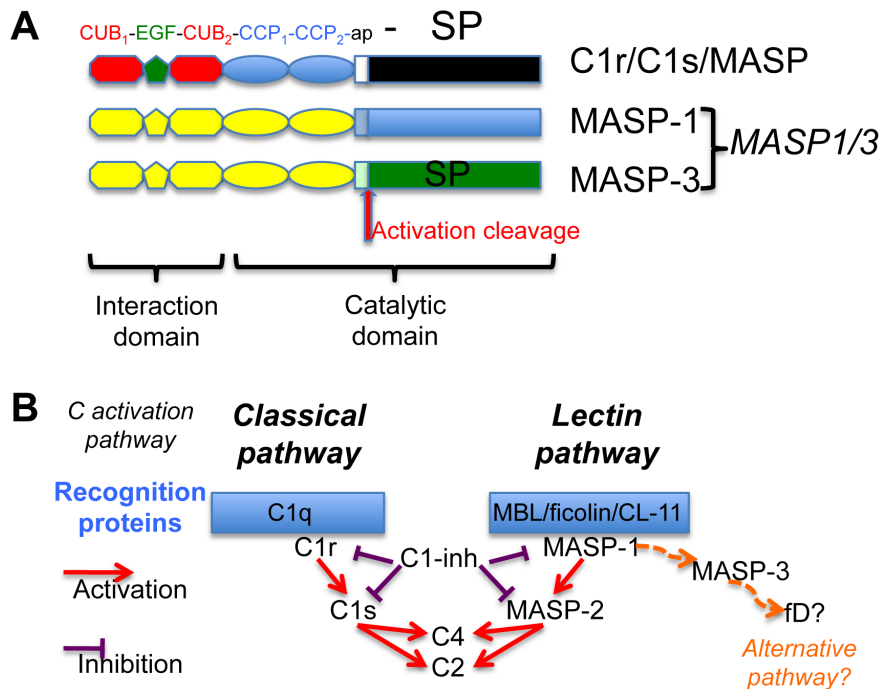 A
CUB1-EGF-CUB2-CCP1-CCP2-ap - SP
C1r/C1s/MASP
MASP-1
MASP1/3
SP
MASP-3
Activation cleavage
Interaction
domain
Catalytic
domain
B
C activation
pathway
Classical
pathway
Lectin
pathway
Recognition
proteins
C1q
MBL/ficolin/CL-11
C1r
C1-inh
MASP-1
MASP-3
Activation
C1s
MASP-2
fD?
C4
C2
Inhibition
Alternative
pathway?